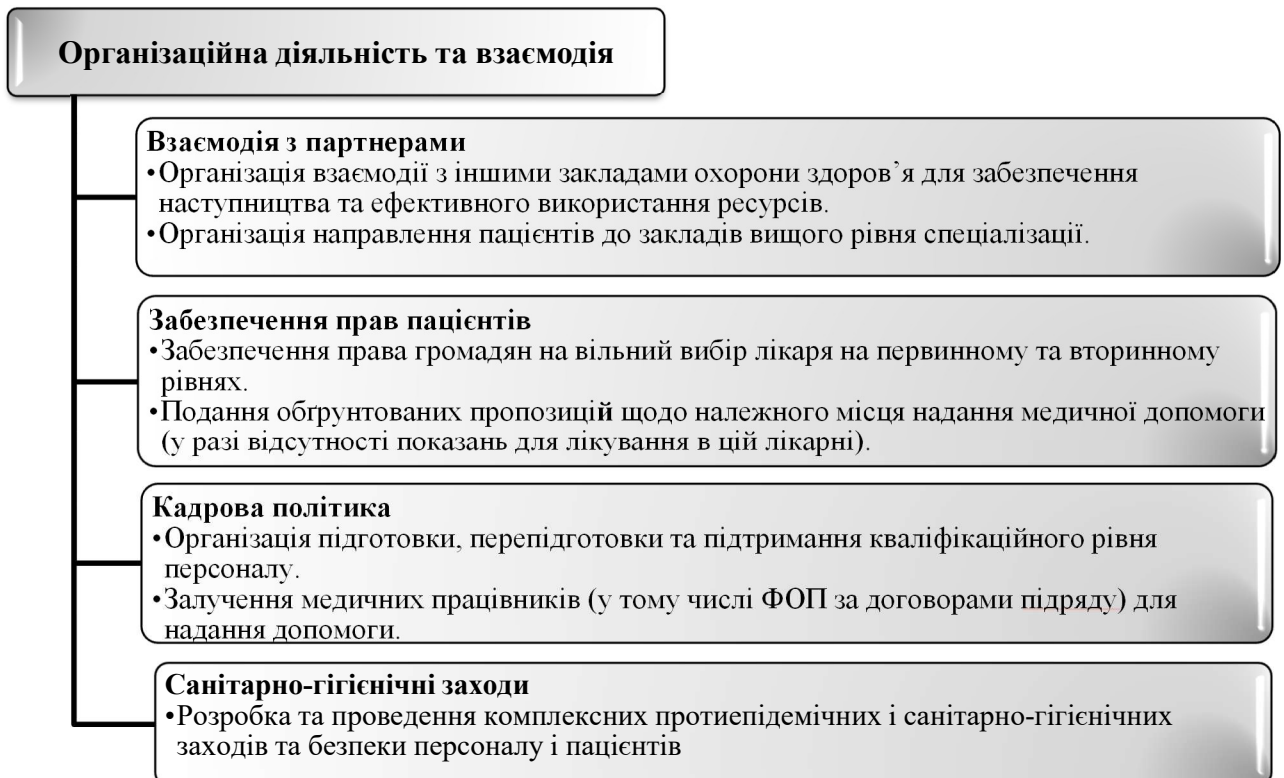 Організаційна діяльність та взаємодія
Взаємодія з партнерами
•Організація взаємодії з іншими закладами охорони здоров’я для забезпечення
наступництва та ефективного використання ресурсів.
•Організація направлення пацієнтів до закладів вищого рівня спеціалізації.
Забезпечення прав пацієнтів
•Забезпечення права громадян на вільний вибір лікаря на первинному та вторинному
рівнях.
•Подання обґрунтованих пропозицій щодо належного місця надання медичної допомоги
(у разі відсутності показань для лікування в цій лікарні).
Кадрова політика
•Організація підготовки, перепідготовки та підтримання кваліфікаційного рівня
персоналу.
•Залучення медичних працівників (у тому числі ФОП за договорами підряду) для
надання допомоги.
Санітарно-гігієнічні заходи
•Розробка та проведення комплексних протиепідемічних і санітарно-гігієнічних
заходів та безпеки персоналу і пацієнтів